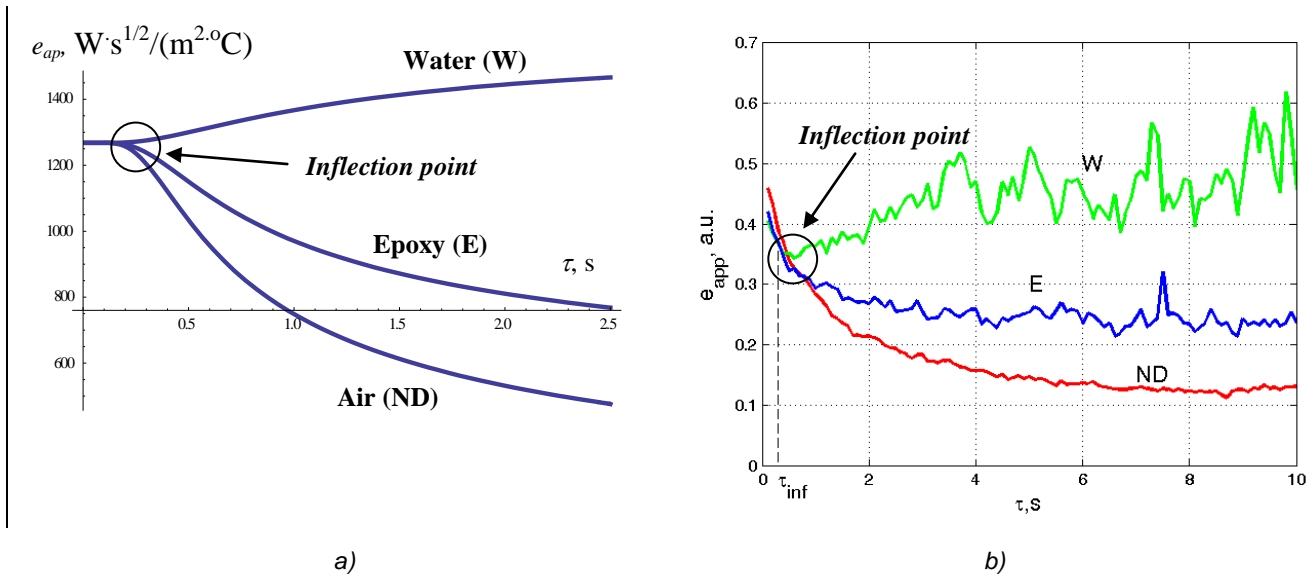 e_ap, W·s^1/2/(m^2·°C)
Water (W)
1400
1200
Inflection point
1000
Epoxy (E)
τ, s
800
0.5
1.0
1.5
2.0
2.5
600
Air (ND)
a)
0.7
0.6
Inflection point
0.5
W
0.4
e_app, a.u.
0.3
E
0.2
ND
0.1
0
0
τ_inf
2
4
6
8
10
τ,s
b)